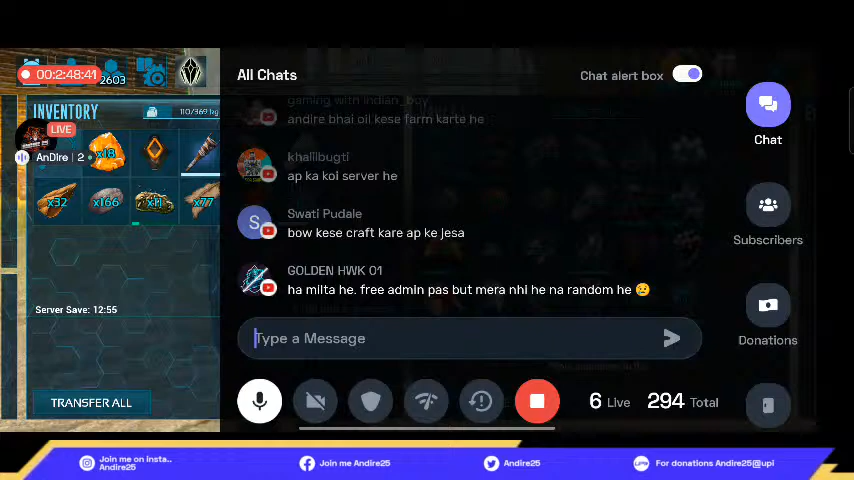 00:2:48:41
2603
All Chats
Chat alert box
INVENTORY
110/369 kg
LIVE
AnDire | 2
x18
x32
x166
x11
x77
Server Save: 12:55
TRANSFER ALL
gaming with indian_boy
andire bhai oil kese farm karte he
khalilbugti
ap ka koi server he
S
Swati Pudale
bow kese craft kare ap ke jesa
GOLDEN HWK 01
ha milta he. free admin pas but mera nhi he na random he 😢
Type a Message
6 Live
294 Total
Chat
Subscribers
Donations
Join me on insta..
Andire25
Join me Andire25
Andire25
UPI
For donations Andire25@upi